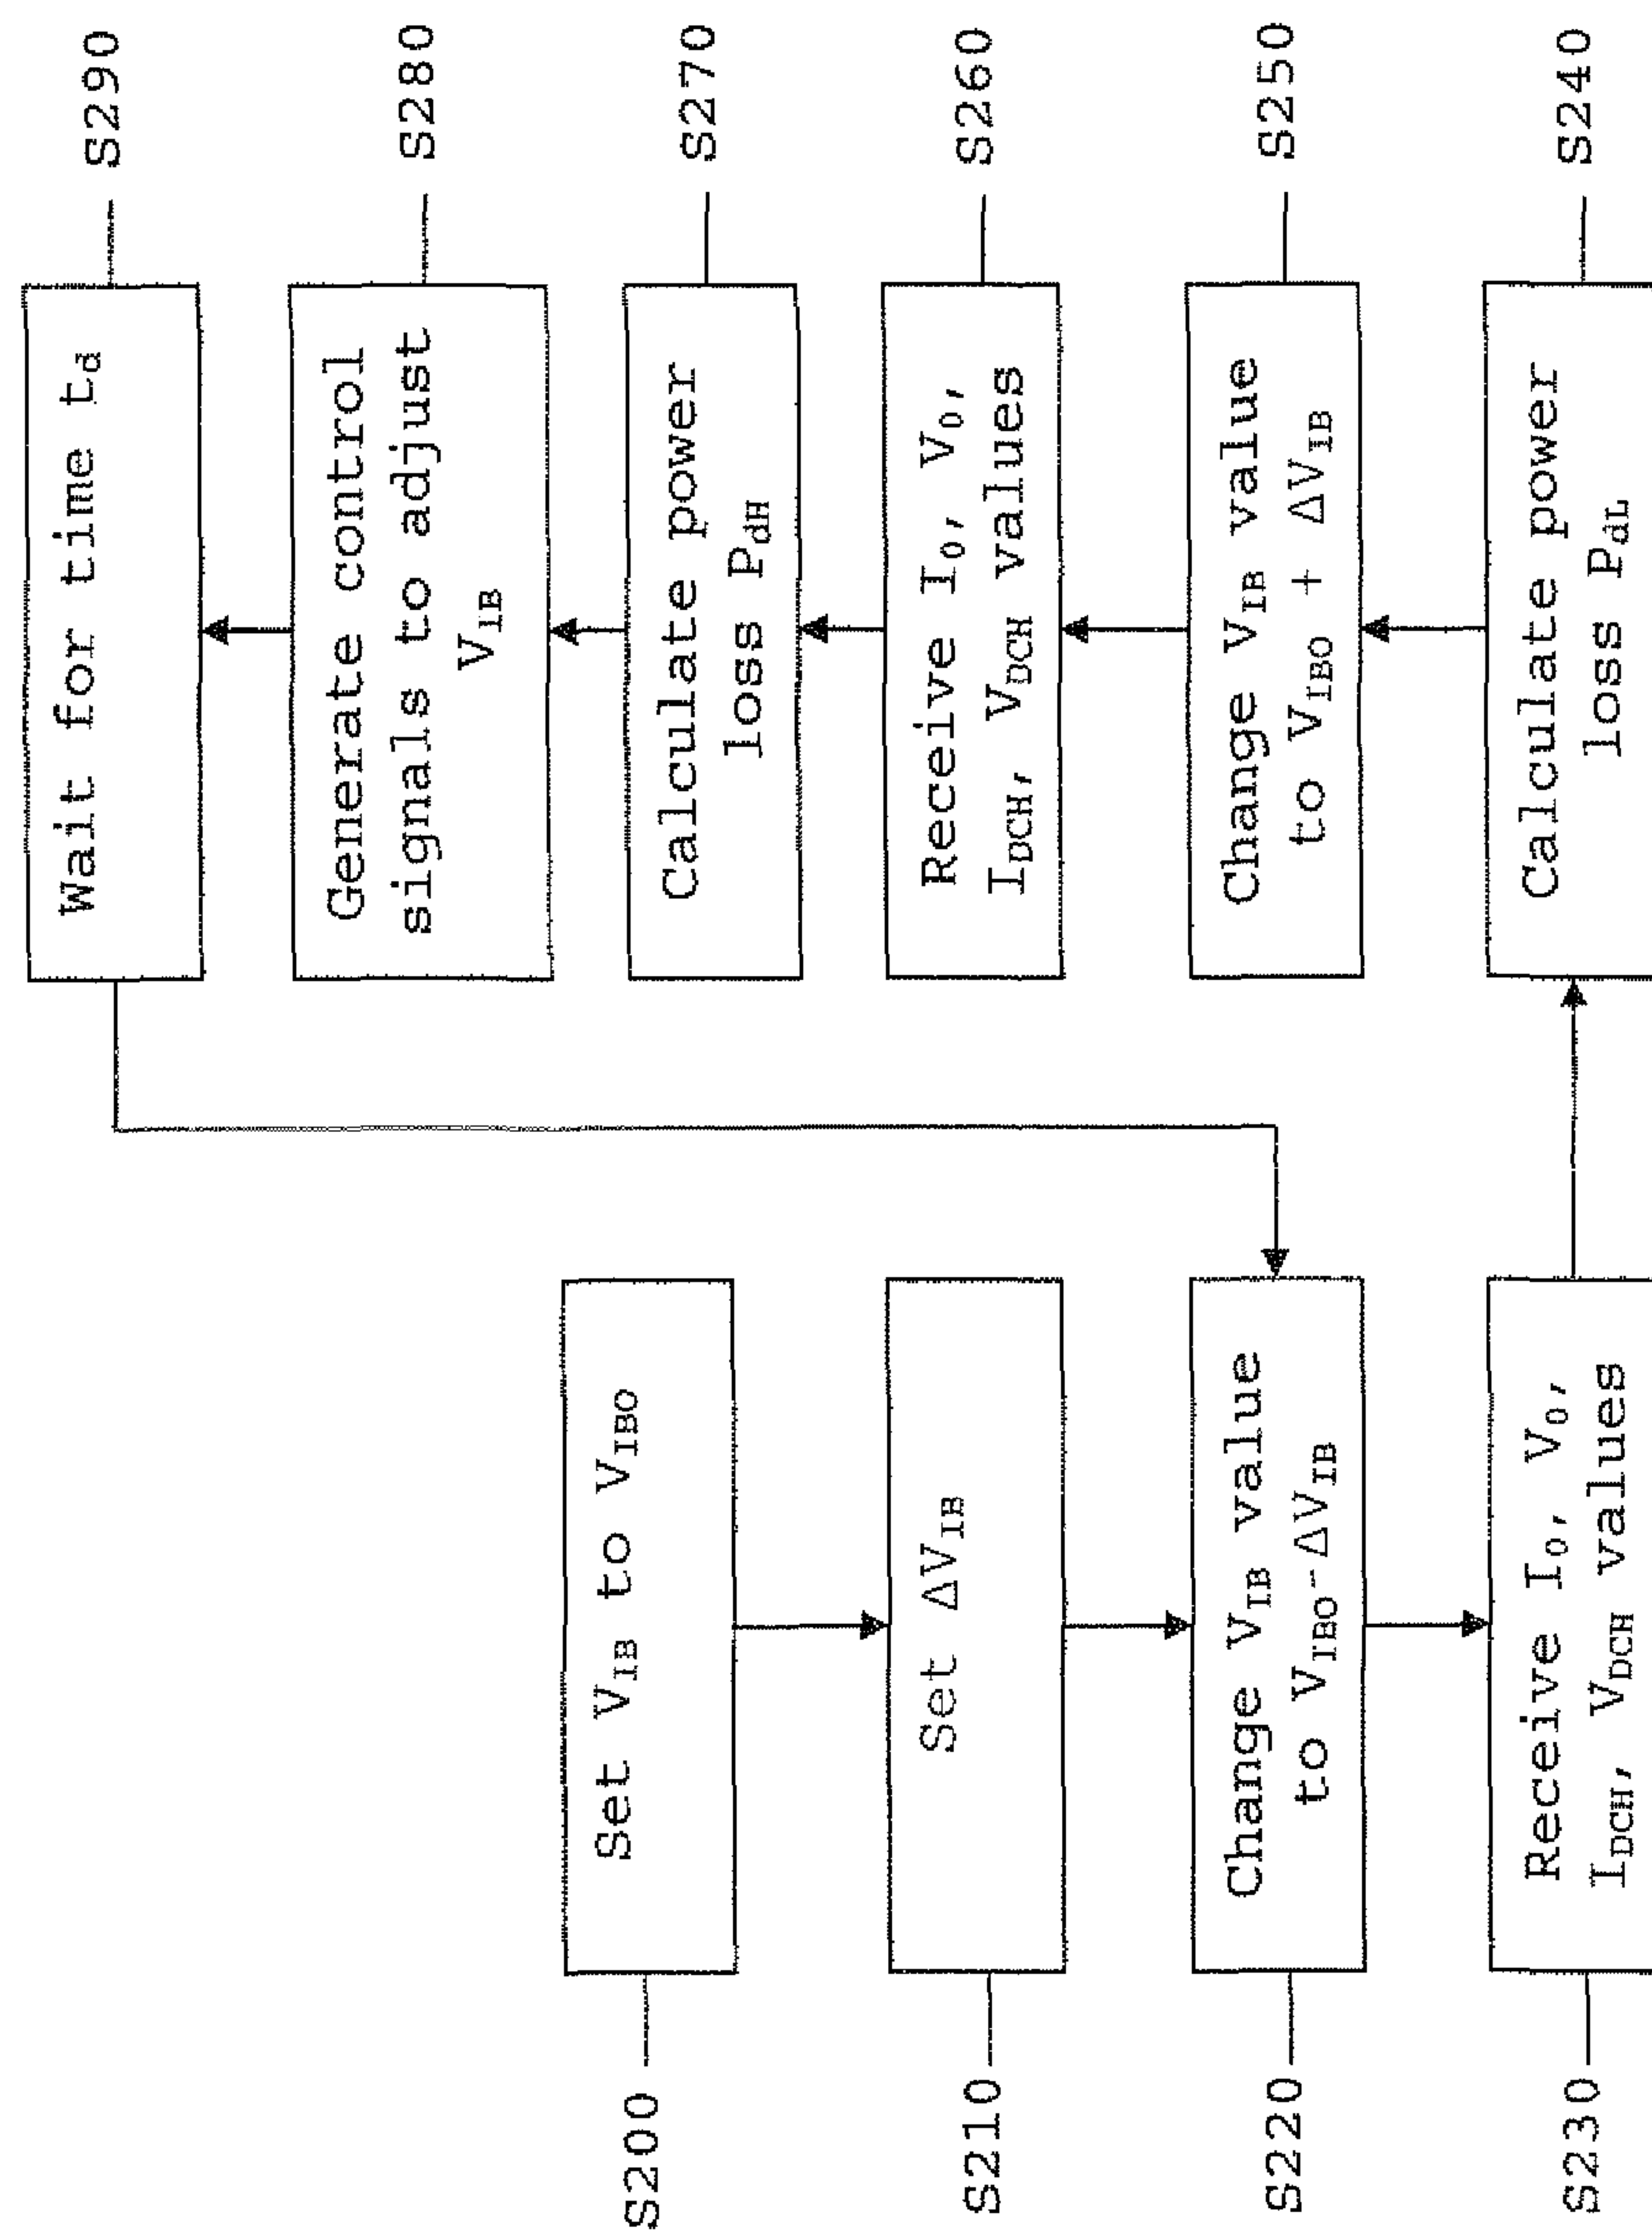 S200
Set V_IB to V_IBO
S210
Set ΔV_IB
S220
Change V_IB value
to V_IBO-ΔV_IB
S230
Receive I_0, V_0,
I_DCH, V_DCH values
Calculate power
loss P_dL
S240
Change V_IB value
to V_IBO + ΔV_IB
S250
Receive I_0, V_0,
I_DCH, V_DCH values
S260
Calculate power
loss P_dH
S270
Generate control
signals to adjust
V_IB
S280
Wait for time t_d
S290